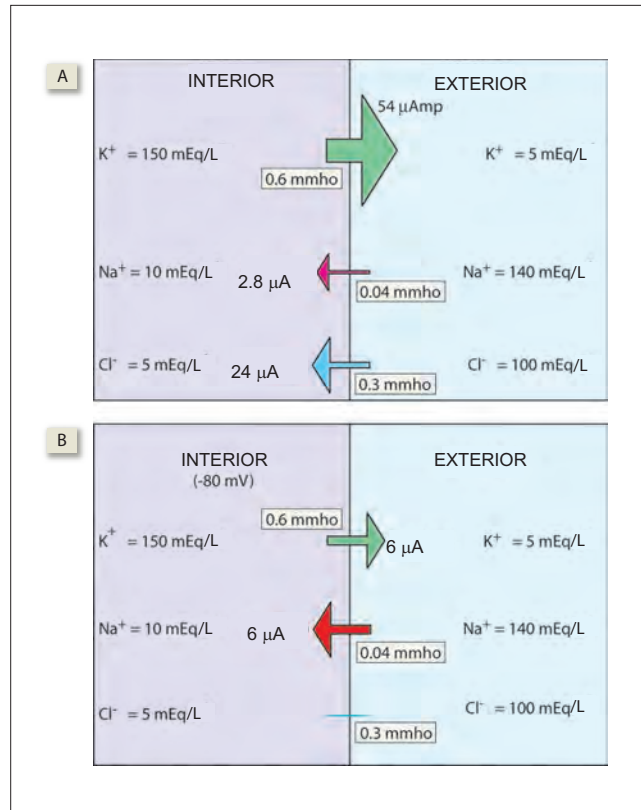 A
INTERIOR EXTERIOR
54 μAmp
K+ = 150 mEq/L K+ = 5 mEq/L
0.6 mmho
Na+ = 10 mEq/L 2.8 μA Na+ = 140 mEq/L
0.04 mmho
Cl- = 5 mEq/L 24 μA Cl- = 100 mEq/L
0.3 mmho
B
INTERIOR EXTERIOR
(-80 mV)
0.6 mmho
K+ = 150 mEq/L 6 μA K+ = 5 mEq/L
Na+ = 10 mEq/L 6 μA Na+ = 140 mEq/L
0.04 mmho
Cl- = 5 mEq/L Cl- = 100 mEq/L
0.3 mmho